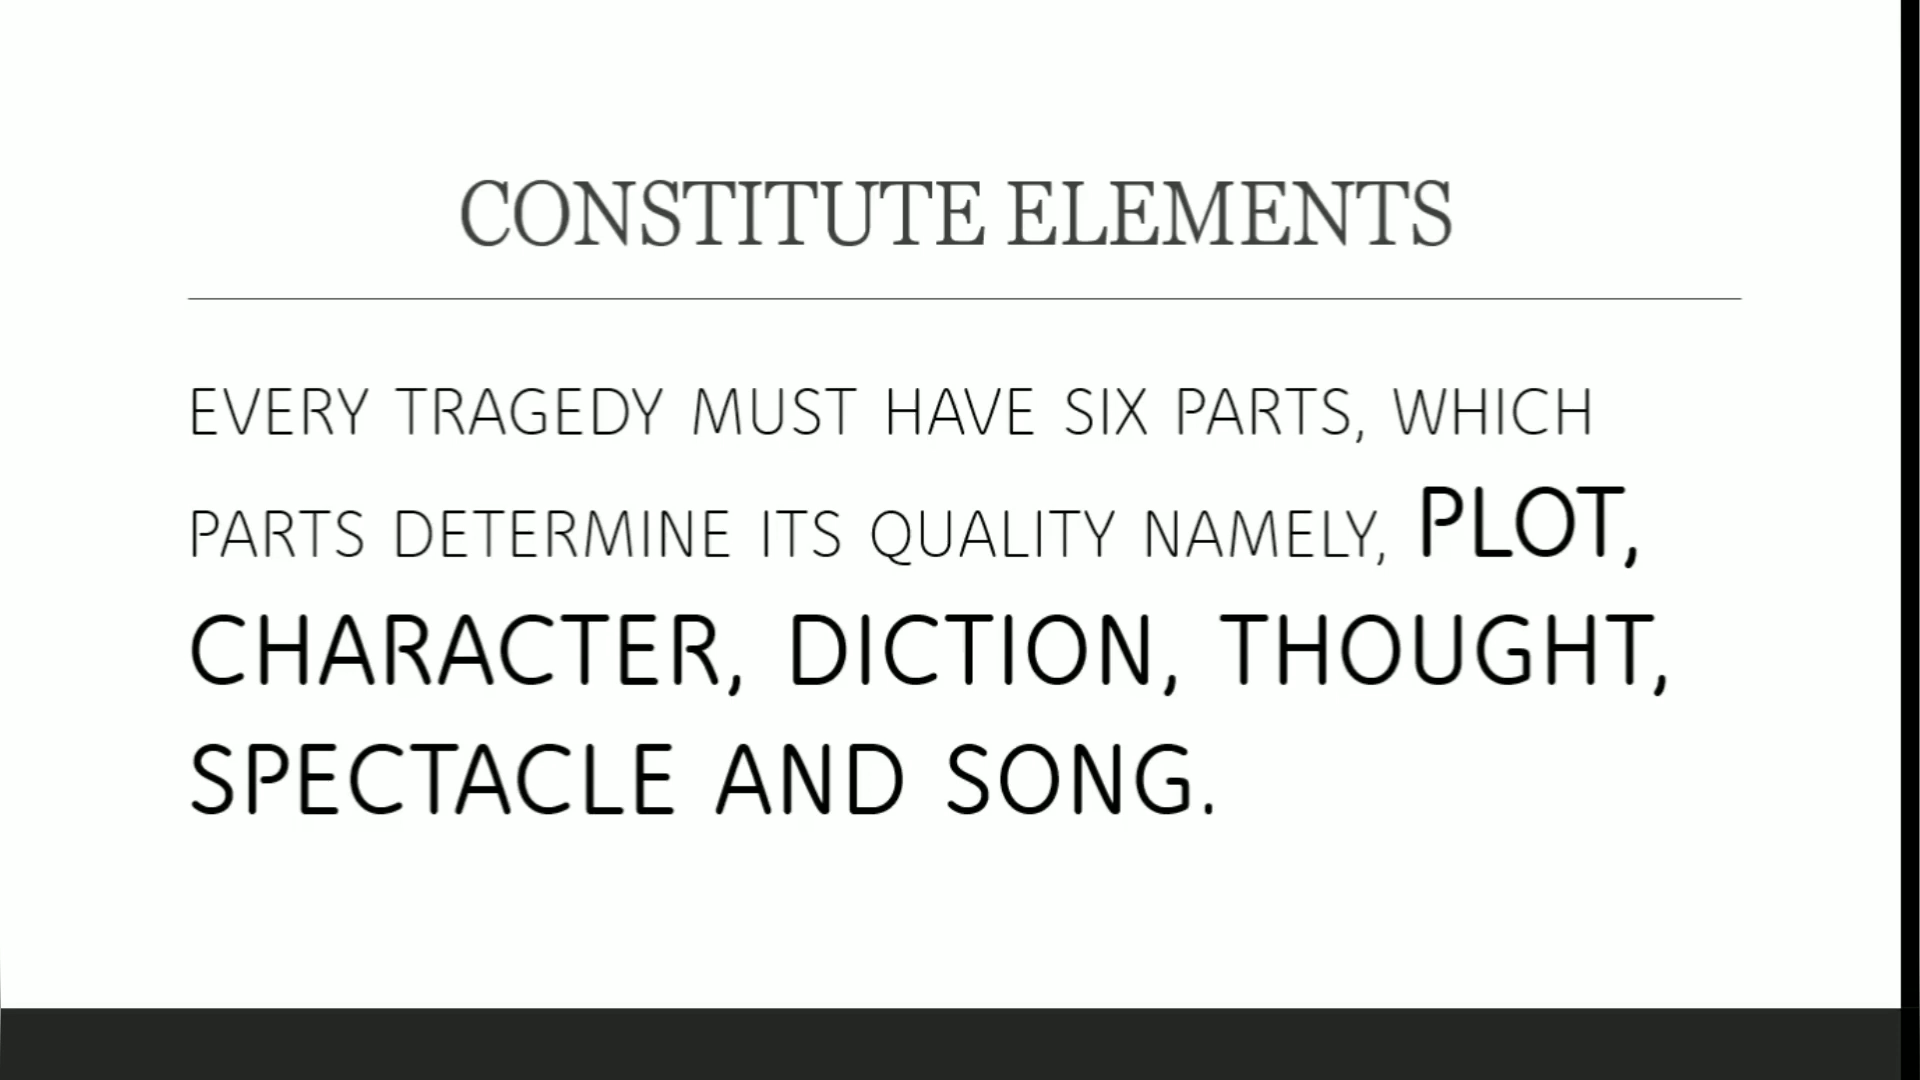 CONSTITUTE ELEMENTS
EVERY TRAGEDY MUST HAVE SIX PARTS, WHICH
PARTS DETERMINE ITS QUALITY NAMELY, PLOT,
CHARACTER, DICTION, THOUGHT,
SPECTACLE AND SONG.